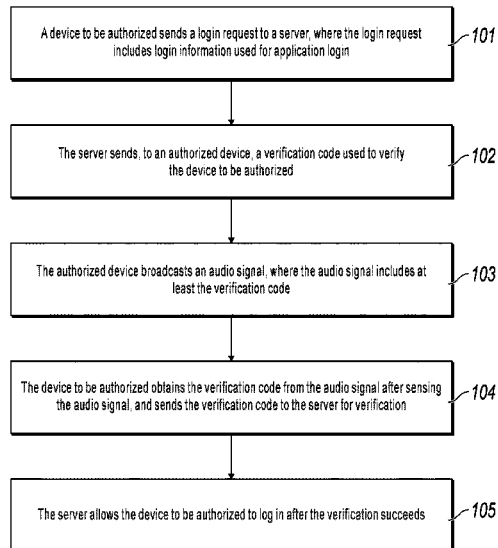 A device to be authorized sends a login request to a server, where the login request
includes login information used for application login
101
The server sends, to an authorized device, a verification code used to verify
the device to be authorized
102
The authorized device broadcasts an audio signal, where the audio signal includes at
least the verification code
103
The device to be authorized obtains the verification code from the audio signal after sensing
the audio signal, and sends the verification code to the server for verification
104
The server allows the device to be authorized to log in after the verification succeeds
105